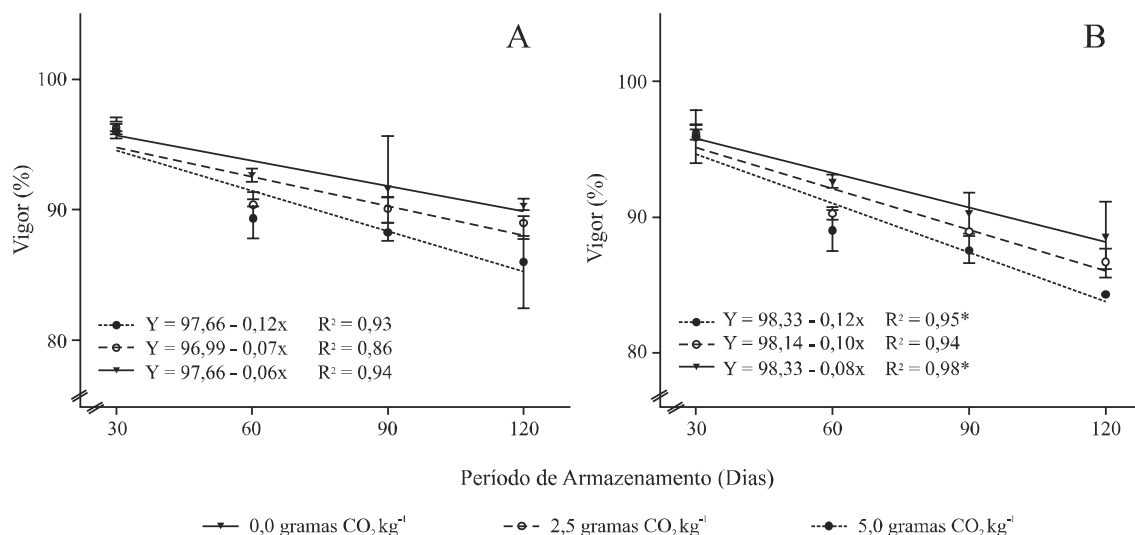 A
100
90
80
Vigor (%)
Y = 97,66 - 0,12x R² = 0,93
Y = 96,99 - 0,07x R² = 0,86
Y = 97,66 - 0,06x R² = 0,94
30 60 90 120
B
100
90
80
Vigor (%)
Y = 98,33 - 0,12x R² = 0,95*
Y = 98,14 - 0,10x R² = 0,94
Y = 98,33 - 0,08x R² = 0,98*
30 60 90 120
Período de Armazenamento (Dias)
0,0 gramas CO₂ kg⁻¹ 2,5 gramas CO₂ kg⁻¹ 5,0 gramas CO₂ kg⁻¹